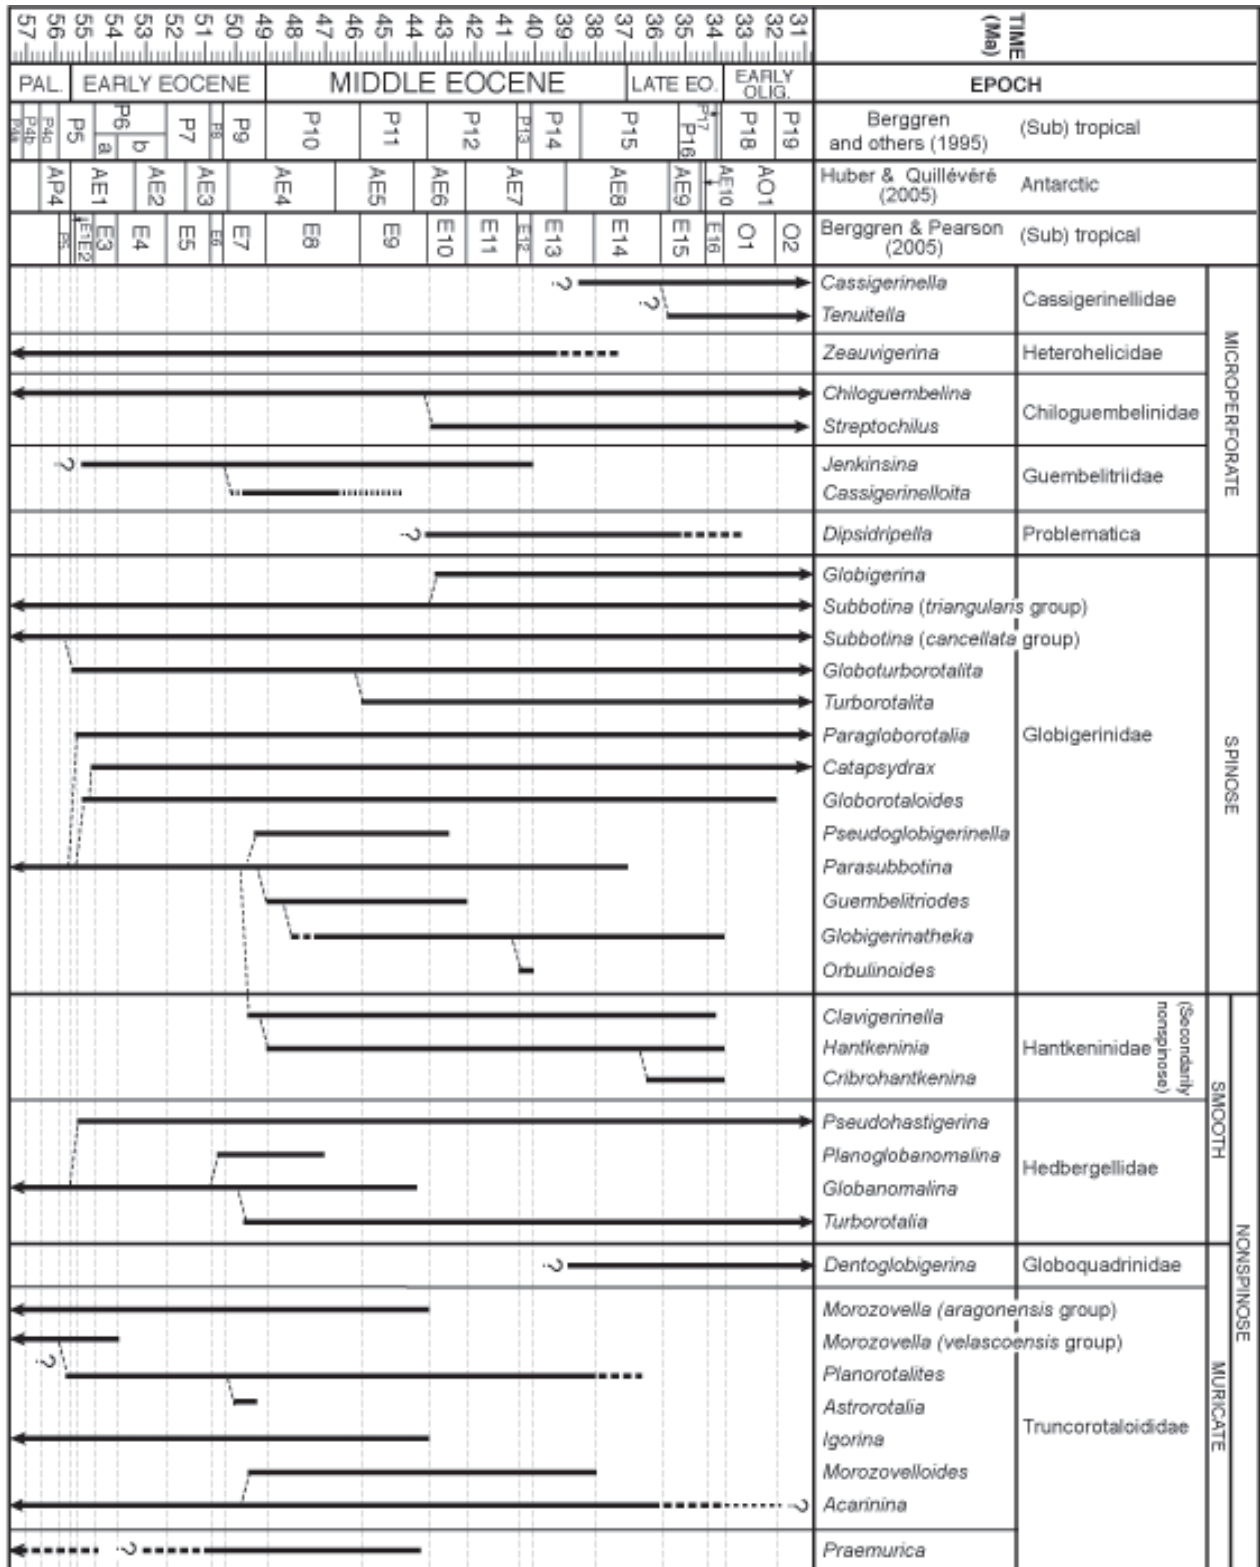 TIME
(Ma)
57 56 55 54 53 52 51 50 49 48 47 46 45 44 43 42 41 40 39 38 37 36 35 34 33 32 31
EPOCH
PAL. EARLY EOCENE MIDDLE EOCENE LATE EO. EARLY OLIG.
Berggren and others (1995) (Sub) tropical
P4a P4b P4c P5 P6 a b P7 P8 P9 P10 P11 P12 P13 P14 P15 P16 P17 P18 P19
Huber & Quillévéré (2005) Antarctic
AP4 AE1 AE2 AE3 AE4 AE5 AE6 AE7 AE8 AE9 AE10 AO1
Berggren & Pearson (2005) (Sub) tropical
P5 E1 E2 E3 E4 E5 E6 E7 E8 E9 E10 E11 E12 E13 E14 E15 E16 O1 O2
MICROPERFORATE
? Cassigerinella Cassigerinellidae
? Tenuitella
Zeauvigerina Heterohelicidae
Chiloguembelina Chiloguembelinidae
Streptochilus
? Jenkinsina Guembelitriidae
Cassigerinelloita
? Dipsidripella Problematica
SPINOSE
Globigerina
Subbotina (triangularis group)
Subbotina (cancellata group)
Globoturborotalita
Turborotalita
Paragloborotalia Globigerinidae
Catapsydrax
Globorotaloides
Pseudoglobigerinella
Parasubbotina
Guembelitriodes
Globigerinatheka
Orbulinoides
NONSPINOSE
SMOOTH
Clavigerinella
Hantkeninia Hantkeninidae (Secondarily nonspinose)
Cribrohantkenina
Pseudohastigerina
Planoglobanomalina Hedbergellidae
Globanomalina
Turborotalia
MURICATE
? Dentoglobigerina Globoquadrinidae
Morozovella (aragonensis group)
Morozovella (velascoensis group)
? Planorotalites
Astrorotalia Truncorotaloididae
Igorina
Morozovelloides
Acarinina ?
? Praemurica